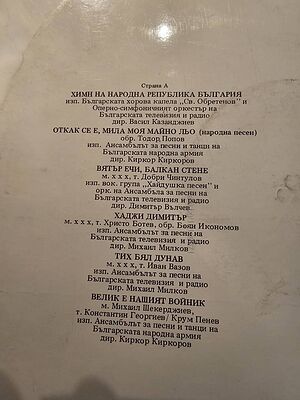 Страна А
ХИМН НА НАРОДНА РЕПУБЛИКА БЪЛГАРИЯ
изп. Българската хорова капела „Св. Обретенов" и
Оперно-симфоничният оркестър на
Българската телевизия и радио
дир. Васил Казанджиев
ОТКАК СЕ Е, МИЛА МОЯ МАЙНО ЛЬО (народна песен)
обр. Тодор Попов
изп. Ансамбълът за песни и танци на
Българската народна армия
дир. Киркор Киркоров
ВЯТЪР ЕЧИ, БАЛКАН СТЕНЕ
м. х х х, т. Добри Чинтулов
изп. вок. група „Хайдушка песен" и
орк. на Ансамбъла за песни на
Българската телевизия и радио
дир. Димитър Вълчев
ХАДЖИ ДИМИТЪР
м. х х х, т. Христо Ботев, обр. Боян Икономов
изп. Ансамбълът за песни на
Българската телевизия и радио
дир. Михаил Милков
ТИХ БЯЛ ДУНАВ
м. х х х, т. Иван Вазов
изп. Ансамбълът за песни на
Българската телевизия и радио
дир. Михаил Милков
ВЕЛИК Е НАШИЯТ ВОЙНИК
м. Михаил Шекерджиев,
т. Константин Георгиев/ Крум Пенев
изп. Ансамбълът за песни и танци на
Българската народна армия
дир. Киркор Киркоров